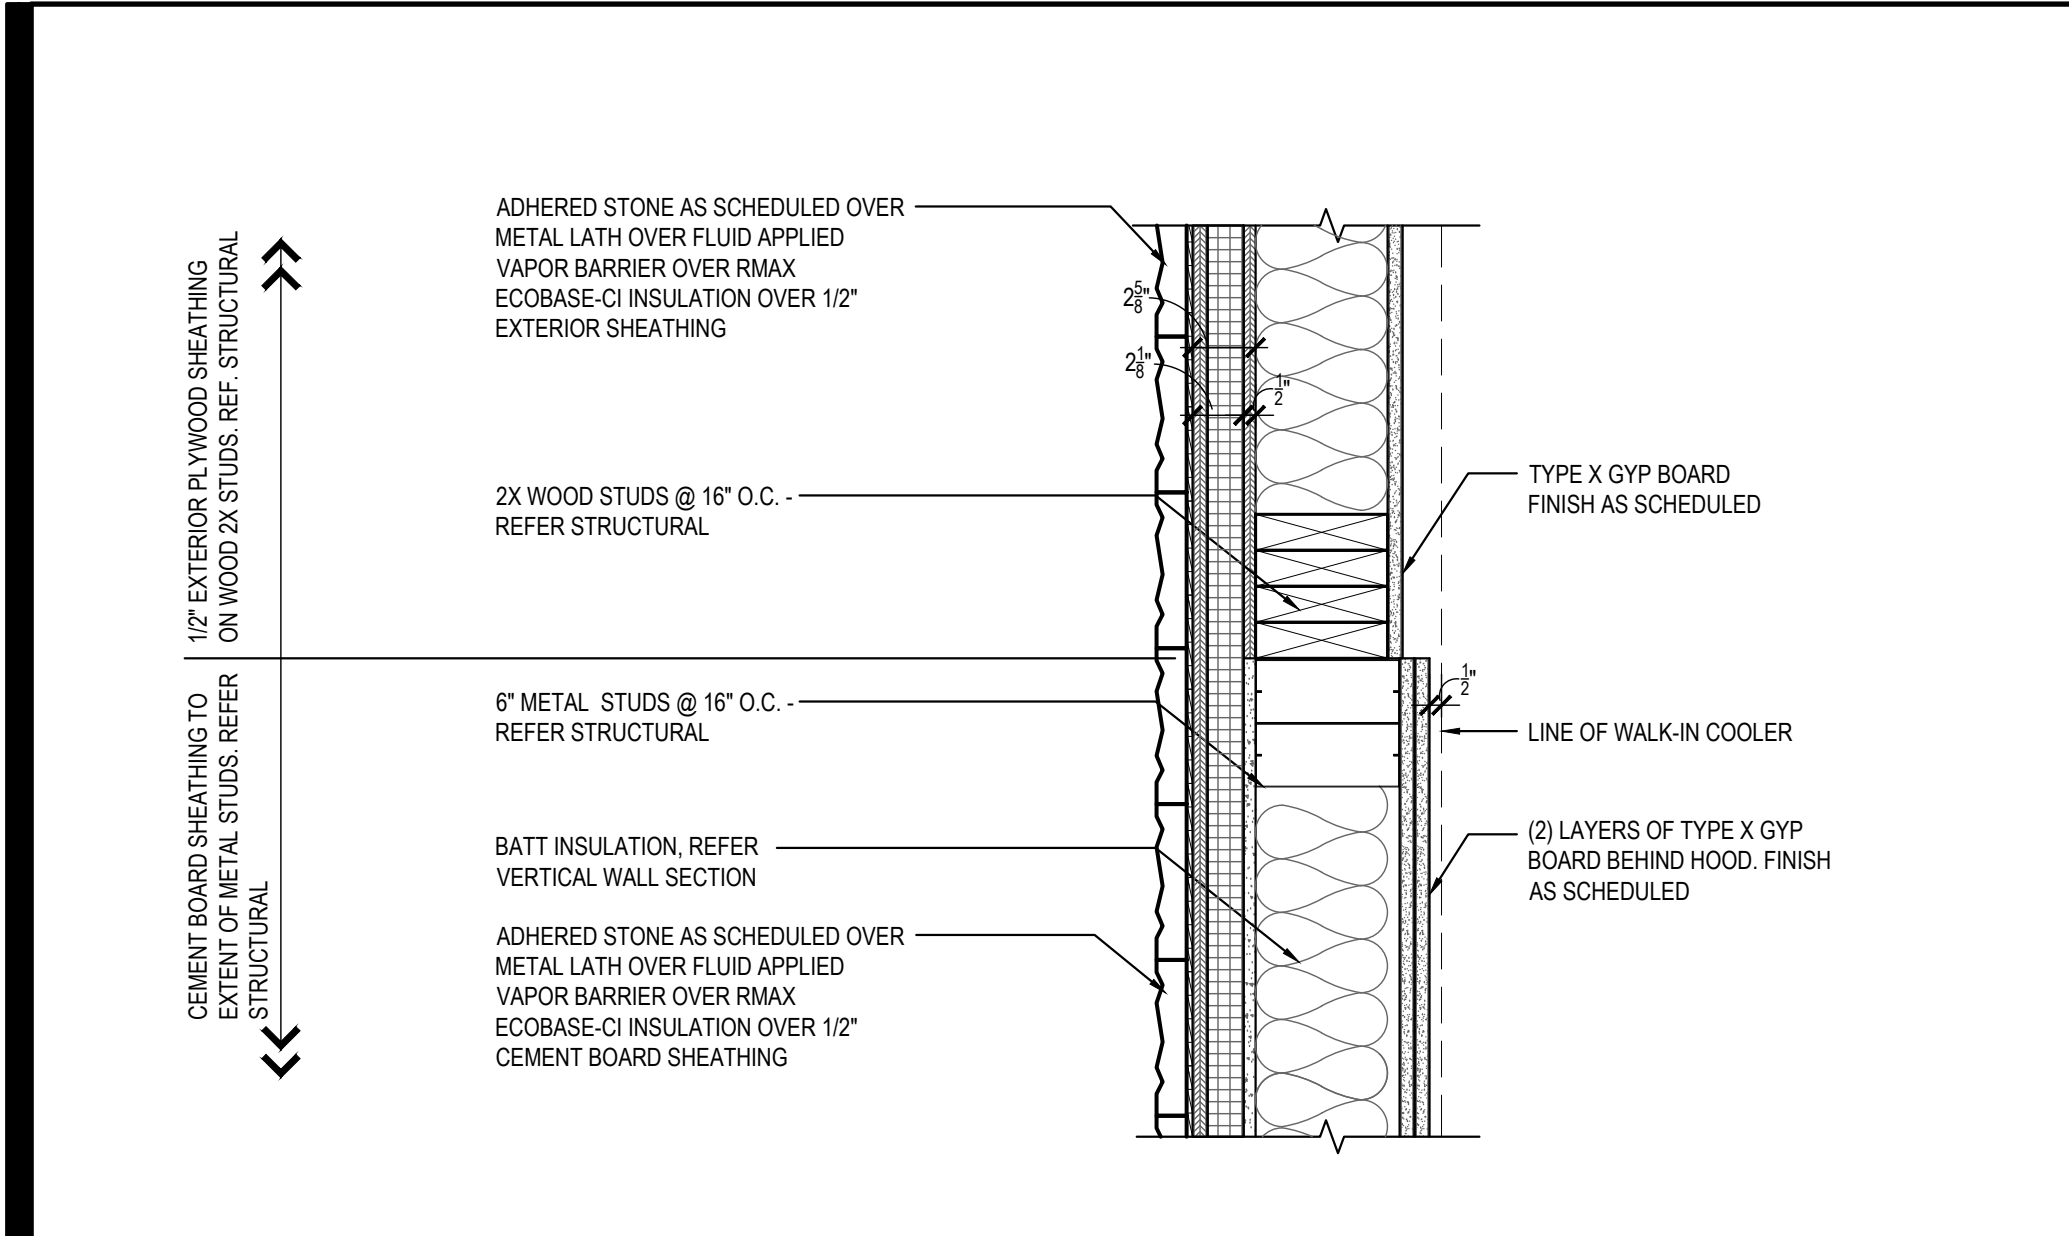 1/2" EXTERIOR PLYWOOD SHEATHING
ON WOOD 2X STUDS. REF. STRUCTURAL
CEMENT BOARD SHEATHING TO
EXTENT OF METAL STUDS. REFER
STRUCTURAL
ADHERED STONE AS SCHEDULED OVER
METAL LATH OVER FLUID APPLIED
VAPOR BARRIER OVER RMAX
ECOBASE-CI INSULATION OVER 1/2"
EXTERIOR SHEATHING
2X WOOD STUDS @ 16" O.C. -
REFER STRUCTURAL
6" METAL  STUDS @ 16" O.C. -
REFER STRUCTURAL
BATT INSULATION, REFER
VERTICAL WALL SECTION
ADHERED STONE AS SCHEDULED OVER
METAL LATH OVER FLUID APPLIED
VAPOR BARRIER OVER RMAX
ECOBASE-CI INSULATION OVER 1/2"
CEMENT BOARD SHEATHING
2 5/8"
2 1/8"
1/2"
TYPE X GYP BOARD
FINISH AS SCHEDULED
1/2"
LINE OF WALK-IN COOLER
(2) LAYERS OF TYPE X GYP
BOARD BEHIND HOOD. FINISH
AS SCHEDULED